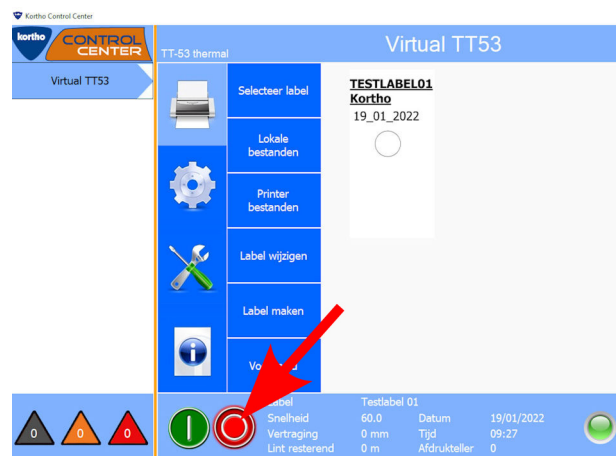 Kortho Control Center
kortho
CONTROL
CENTER
TT-53 thermal
Virtual TT53
Virtual TT53
Selecteer label
Lokale
bestanden
Printer
bestanden
Label wijzigen
Label maken
TESTLABEL01
Kortho
19_01_2022
0
0
0
Label
Testlabel 01
Snelheid
60.0
Datum
19/01/2022
Vertraging
0 mm
Tijd
09:27
Lint resterend
0 m
Afdrukteller
0